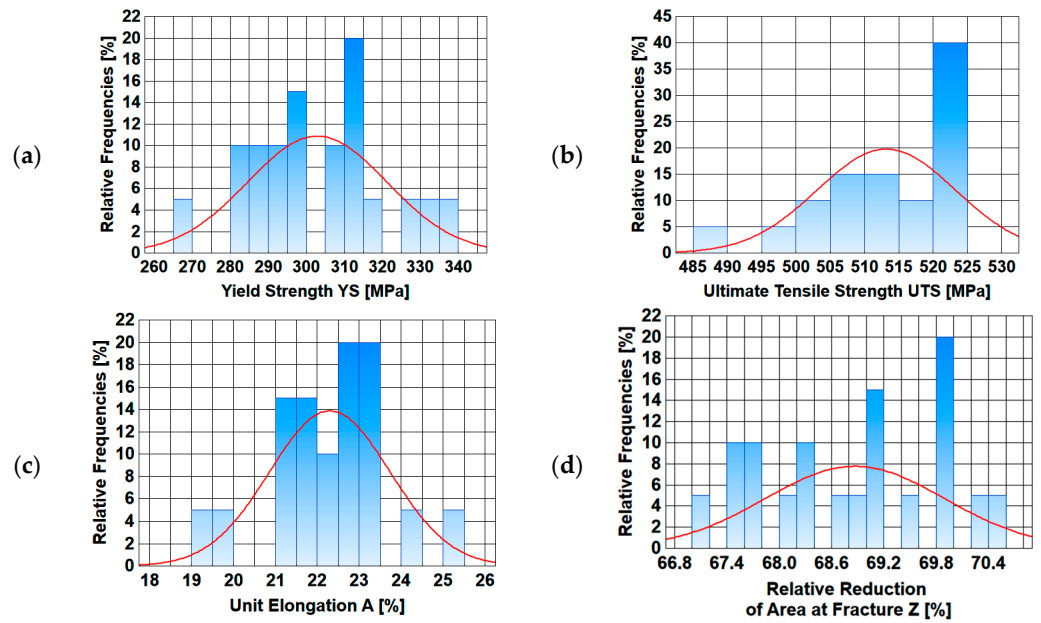 (a)
Relative Frequencies [%]
22
20
18
16
14
12
10
8
6
4
2
0
260 270 280 290 300 310 320 330 340
Yield Strength YS [MPa]
(b)
Relative Frequencies [%]
45
40
35
30
25
20
15
10
5
0
485 490 495 500 505 510 515 520 525 530
Ultimate Tensile Strength UTS [MPa]
(c)
Relative Frequencies [%]
22
20
18
16
14
12
10
8
6
4
2
0
18 19 20 21 22 23 24 25 26
Unit Elongation A [%]
(d)
Relative Frequencies [%]
22
20
18
16
14
12
10
8
6
4
2
0
66.8 67.4 68.0 68.6 69.2 69.8 70.4
Relative Reduction
of Area at Fracture Z [%]